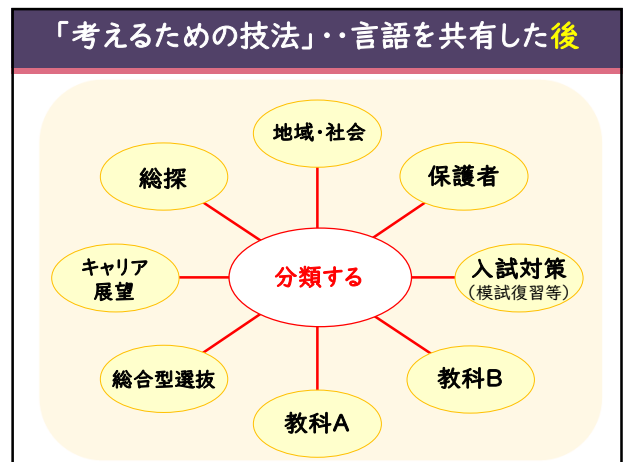 「考えるための技法」‥言語を共有した後
地域・社会
総探
保護者
キャリア
展望
分類する
入試対策
(模試復習等)
総合型選抜
教科B
教科A